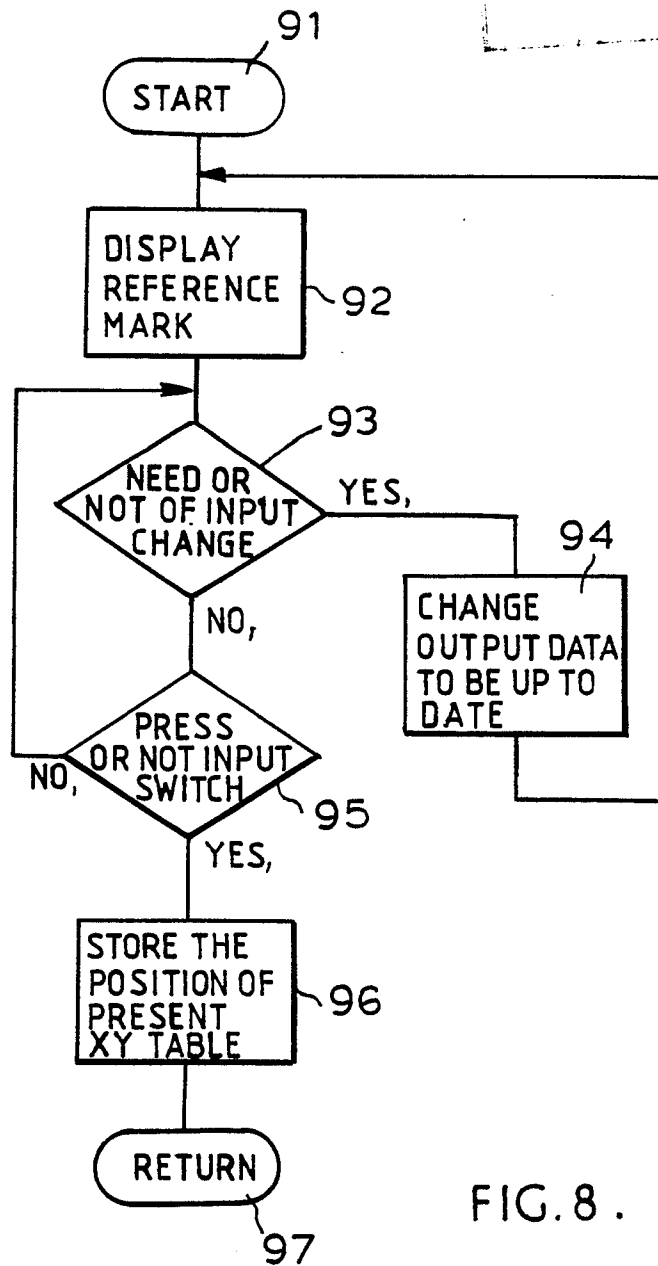 91
START
DISPLAY
REFERENCE
MARK
92
93
NEED OR
NOT OF INPUT
CHANGE
YES,
94
CHANGE
OUTPUT DATA
TO BE UP TO
DATE
NO,
PRESS
OR NOT INPUT
SWITCH
NO,
95
YES,
STORE THE
POSITION OF
PRESENT
XY TABLE
96
RETURN
97
FIG. 8.